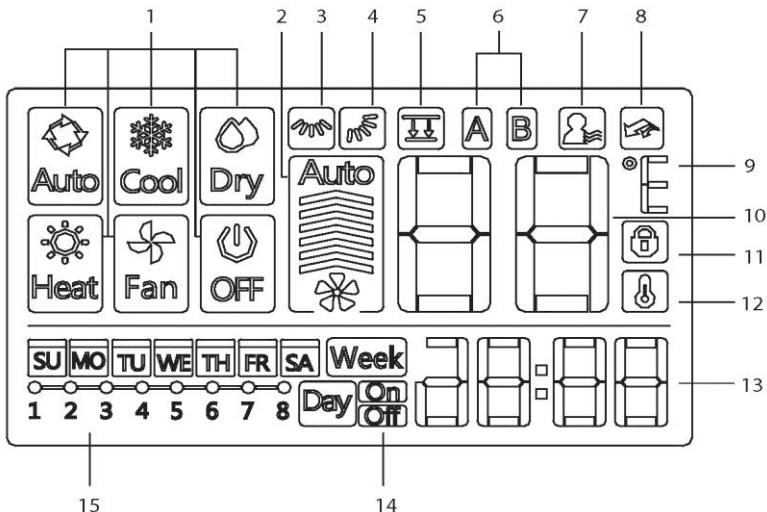 1 2 3 4 5 6 7 8
Auto Cool Dry Auto A B
9
10
Heat Fan OFF
11
12
SU MO TU WE TH FR SA Week
1 2 3 4 5 6 7 8 Day On
Off
13
15 14